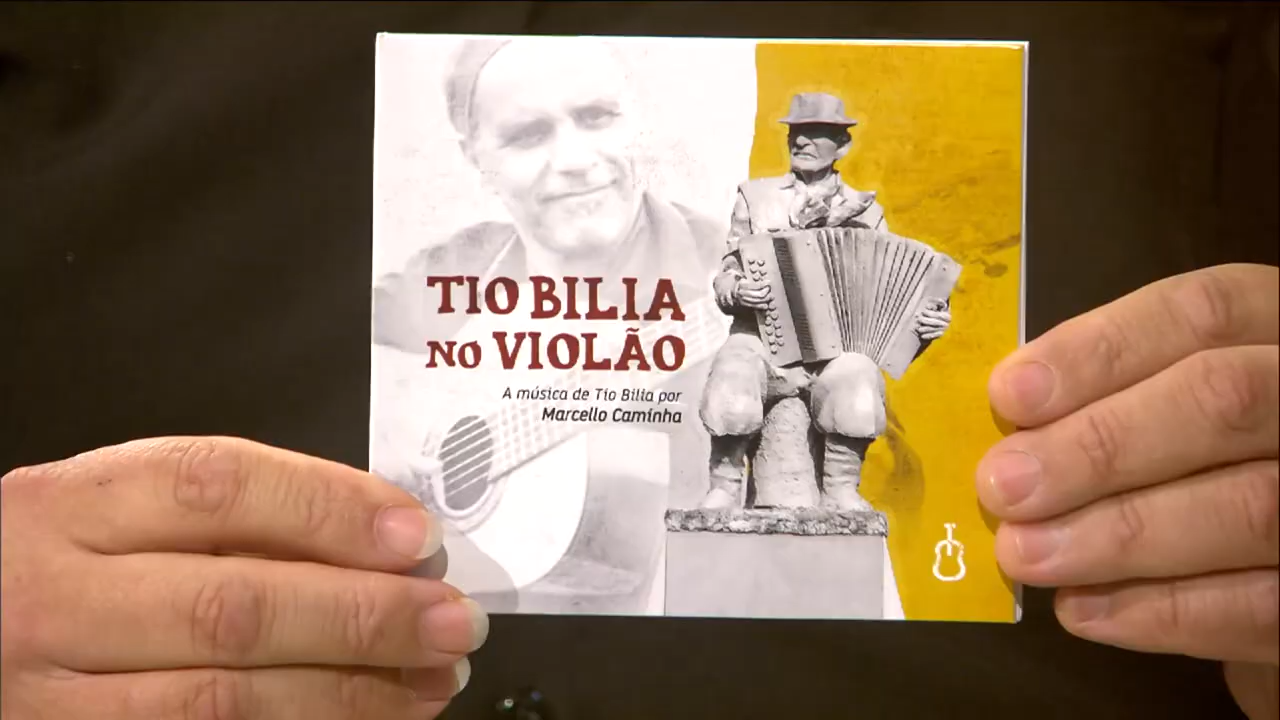 TIO BILIA
NO VIOLÃO
A música de Tio Bilia por
Marcello Caminha